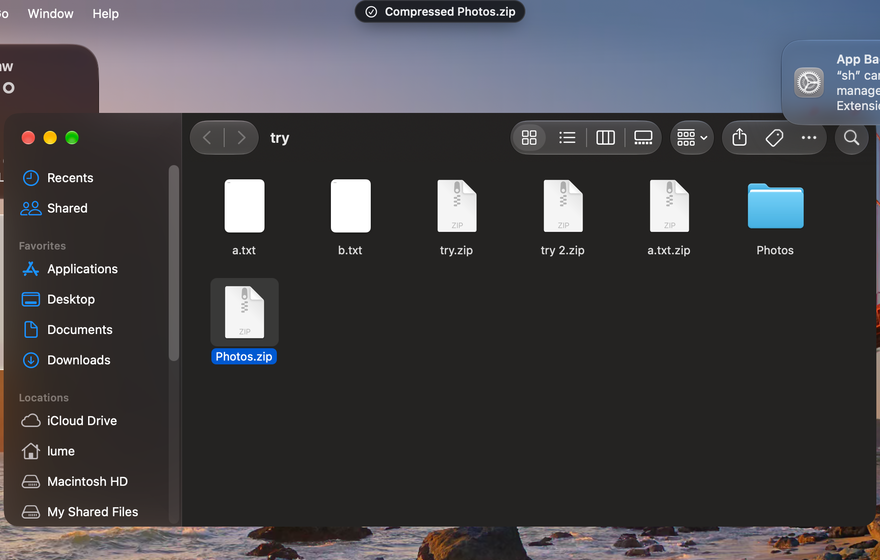 Window
Help
Compressed Photos.zip
App Ba
"sh" car
manage
Extensio
try
Recents
Shared
Favorites
Applications
Desktop
Documents
Downloads
Locations
iCloud Drive
lume
Macintosh HD
My Shared Files
a.txt
b.txt
ZIP
try.zip
ZIP
try 2.zip
ZIP
a.txt.zip
Photos
ZIP
Photos.zip